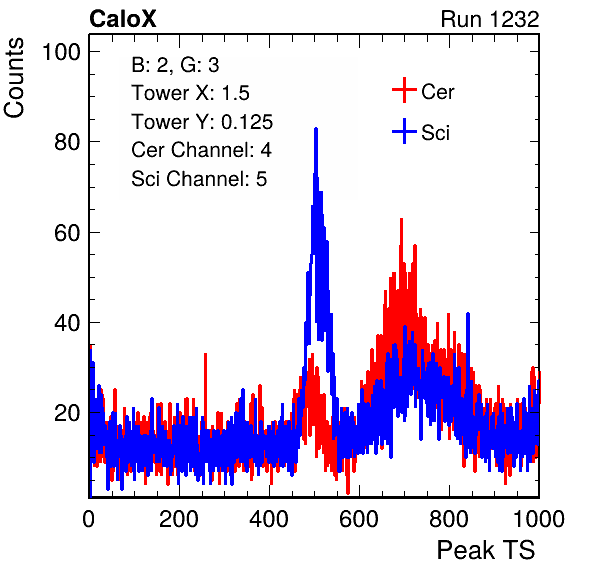 CaloX Run 1232
Counts
100
80
60
40
20
B: 2, G: 3
Tower X: 1.5
Tower Y: 0.125
Cer Channel: 4
Sci Channel: 5
Cer
Sci
0 200 400 600 800 1000
Peak TS